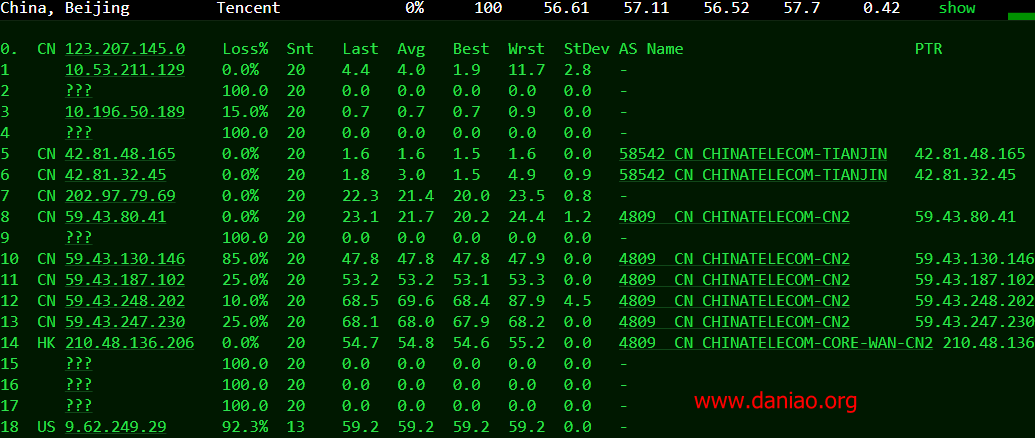 China, Beijing Tencent 0% 100 56.61 57.11 56.52 57.7 0.42 show
0. CN 123.207.145.0 Loss% Snt Last Avg Best Wrst StDev AS Name PTR
1 10.53.211.129 0.0% 20 4.4 4.0 1.9 11.7 2.8 -
2 ??? 100.0 20 0.0 0.0 0.0 0.0 0.0 -
3 10.196.50.189 15.0% 20 0.7 0.7 0.7 0.9 0.0 -
4 ??? 100.0 20 0.0 0.0 0.0 0.0 0.0 -
5 CN 42.81.48.165 0.0% 20 1.6 1.6 1.5 1.6 0.0 58542 CN CHINATELECOM-TIANJIN 42.81.48.165
6 CN 42.81.32.45 0.0% 20 1.8 3.0 1.5 4.9 0.9 58542 CN CHINATELECOM-TIANJIN 42.81.32.45
7 CN 202.97.79.69 0.0% 20 22.3 21.4 20.0 23.5 0.8 -
8 CN 59.43.80.41 0.0% 20 23.1 21.7 20.2 24.4 1.2 4809 CN CHINATELECOM-CN2 59.43.80.41
9 ??? 100.0 20 0.0 0.0 0.0 0.0 0.0 -
10 CN 59.43.130.146 85.0% 20 47.8 47.8 47.8 47.9 0.0 4809 CN CHINATELECOM-CN2 59.43.130.146
11 CN 59.43.187.102 25.0% 20 53.2 53.2 53.1 53.3 0.0 4809 CN CHINATELECOM-CN2 59.43.187.102
12 CN 59.43.248.202 10.0% 20 68.5 69.6 68.4 87.9 4.5 4809 CN CHINATELECOM-CN2 59.43.248.202
13 CN 59.43.247.230 25.0% 20 68.1 68.0 67.9 68.2 0.0 4809 CN CHINATELECOM-CN2 59.43.247.230
14 HK 210.48.136.206 0.0% 20 54.7 54.8 54.6 55.2 0.0 4809 CN CHINATELECOM-CORE-WAN-CN2 210.48.136
15 ??? 100.0 20 0.0 0.0 0.0 0.0 0.0 -
16 ??? 100.0 20 0.0 0.0 0.0 0.0 0.0 -
17 ??? 100.0 20 0.0 0.0 0.0 0.0 0.0 -
www.daniao.org
18 US 9.62.249.29 92.3% 13 59.2 59.2 59.2 59.2 0.0 -